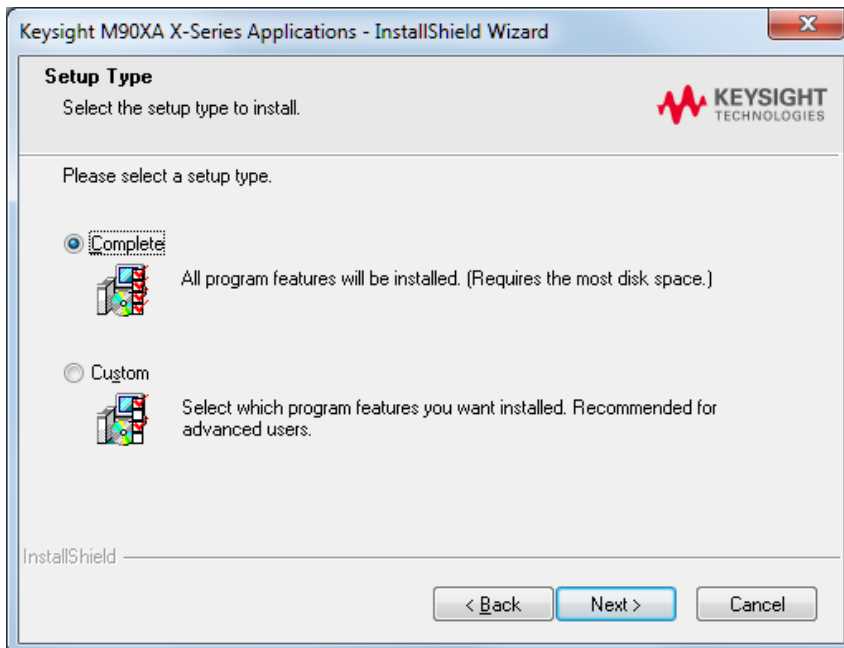 Keysight M90XA X-Series Applications - InstallShield Wizard
Setup Type
Select the setup type to install.
KEYSIGHT
TECHNOLOGIES
Please select a setup type.
Complete
All program features will be installed. (Requires the most disk space.)
Custom
Select which program features you want installed. Recommended for
advanced users.
InstallShield
< Back
Next >
Cancel